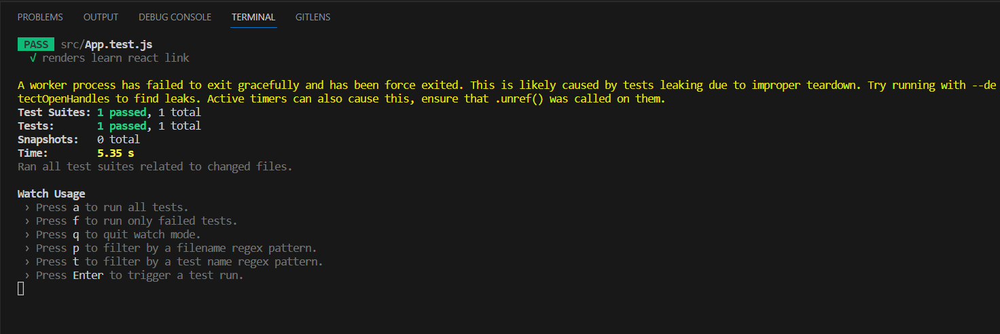 PROBLEMS OUTPUT DEBUG CONSOLE TERMINAL GITLENS
PASS src/App.test.js
√ renders learn react link
A worker process has failed to exit gracefully and has been force exited. This is likely caused by tests leaking due to improper teardown. Try running with --de
tectOpenHandles to find leaks. Active timers can also cause this, ensure that .unref() was called on them.
Test Suites: 1 passed, 1 total
Tests: 1 passed, 1 total
Snapshots: 0 total
Time: 5.35 s
Ran all test suites related to changed files.
Watch Usage
› Press a to run all tests.
› Press f to run only failed tests.
› Press q to quit watch mode.
› Press p to filter by a filename regex pattern.
› Press t to filter by a test name regex pattern.
› Press Enter to trigger a test run.